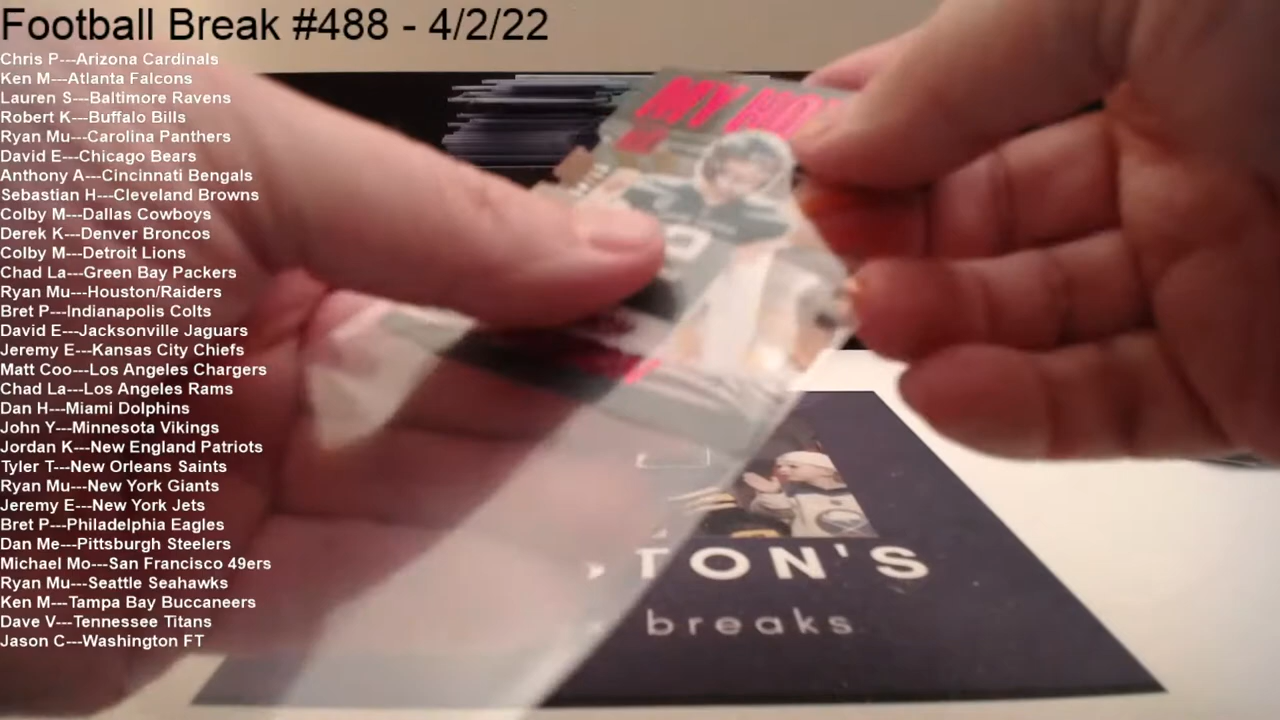 Football Break #488 - 4/2/22
Chris P---Arizona Cardinals
Ken M---Atlanta Falcons
Lauren S---Baltimore Ravens
Robert K---Buffalo Bills
Ryan Mu---Carolina Panthers
David E---Chicago Bears
Anthony A---Cincinnati Bengals
Sebastian H---Cleveland Browns
Colby M---Dallas Cowboys
Derek K---Denver Broncos
Colby M---Detroit Lions
Chad La---Green Bay Packers
Ryan Mu---Houston/Raiders
Bret P---Indianapolis Colts
David E---Jacksonville Jaguars
Jeremy E---Kansas City Chiefs
Matt Coo---Los Angeles Chargers
Chad La---Los Angeles Rams
Dan H---Miami Dolphins
John Y---Minnesota Vikings
Jordan K---New England Patriots
Tyler T---New Orleans Saints
Ryan Mu---New York Giants
Jeremy E---New York Jets
Bret P---Philadelphia Eagles
Dan Me---Pittsburgh Steelers
Michael Mo---San Francisco 49ers
Ryan Mu---Seattle Seahawks
Ken M---Tampa Bay Buccaneers
Dave V---Tennessee Titans
Jason C---Washington FT
MY
TON'S
breaks